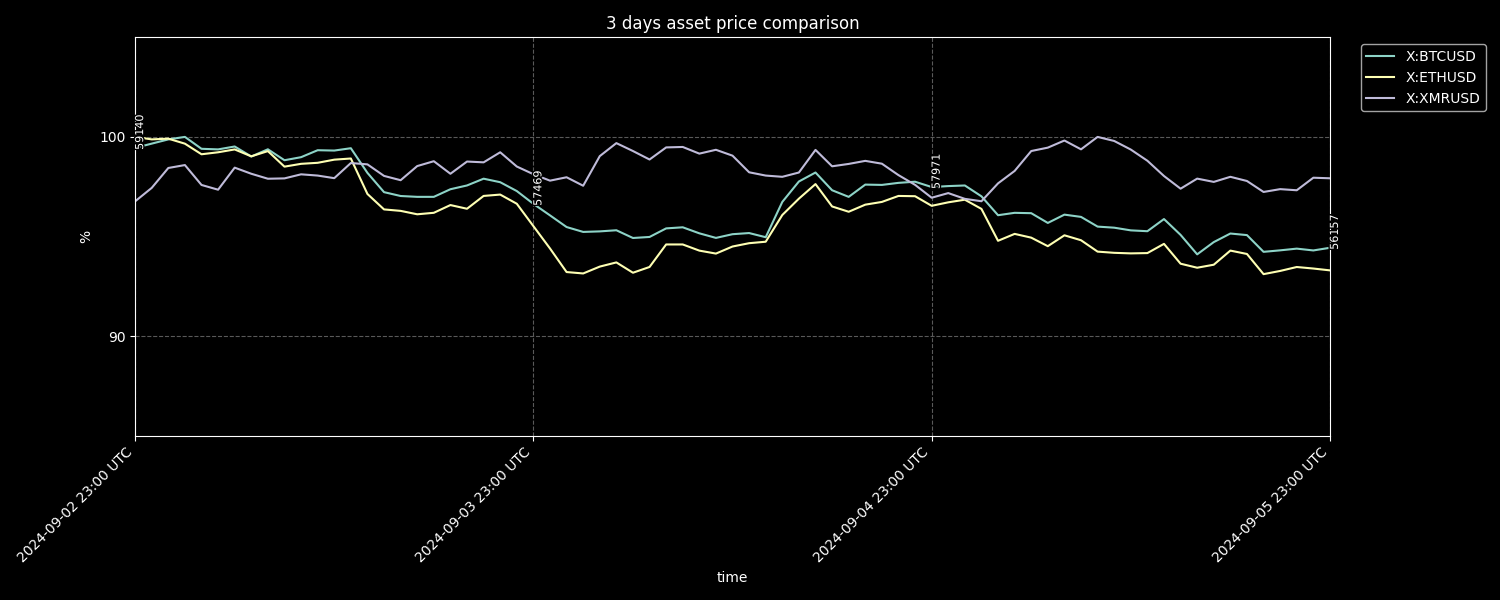 3 days asset price comparison
X:BTCUSD
X:ETHUSD
X:XMRUSD
100
90
%
59140
57469
57971
56157
2024-09-02 23:00 UTC
2024-09-03 23:00 UTC
2024-09-04 23:00 UTC
2024-09-05 23:00 UTC
time